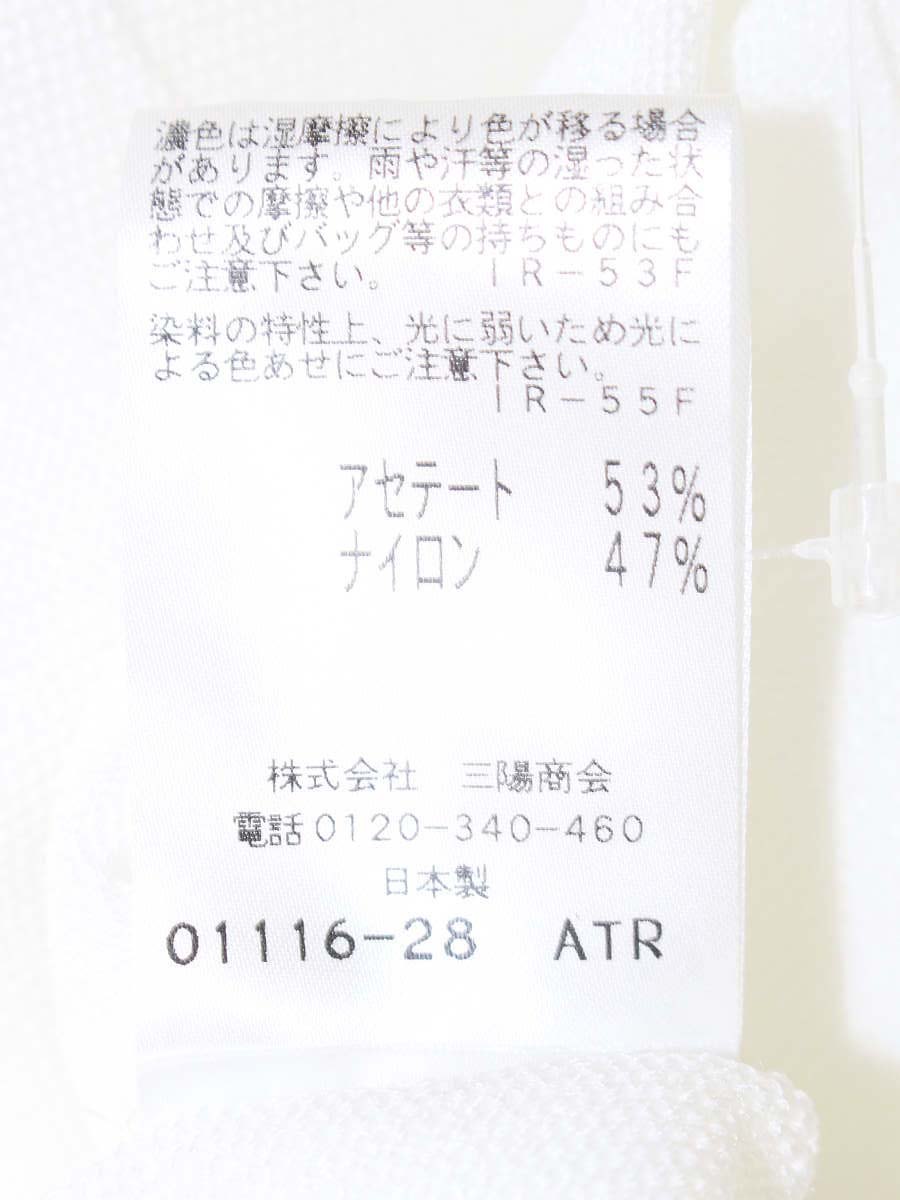 濃色は湿摩擦により色が移る場合
があります。雨や汗等の湿った状
態での摩擦や他の衣類との組み合
わせ及びバッグ等の持ちものにも
ご注意下さい。 IR-53F
染料の特性上、光に弱いため光に
よる色あせにご注意下さい。
IR-55F
アセテート 53%
ナイロン 47%
株式会社 三陽商会
電話0120-340-460
日本製
01116-28 ATR